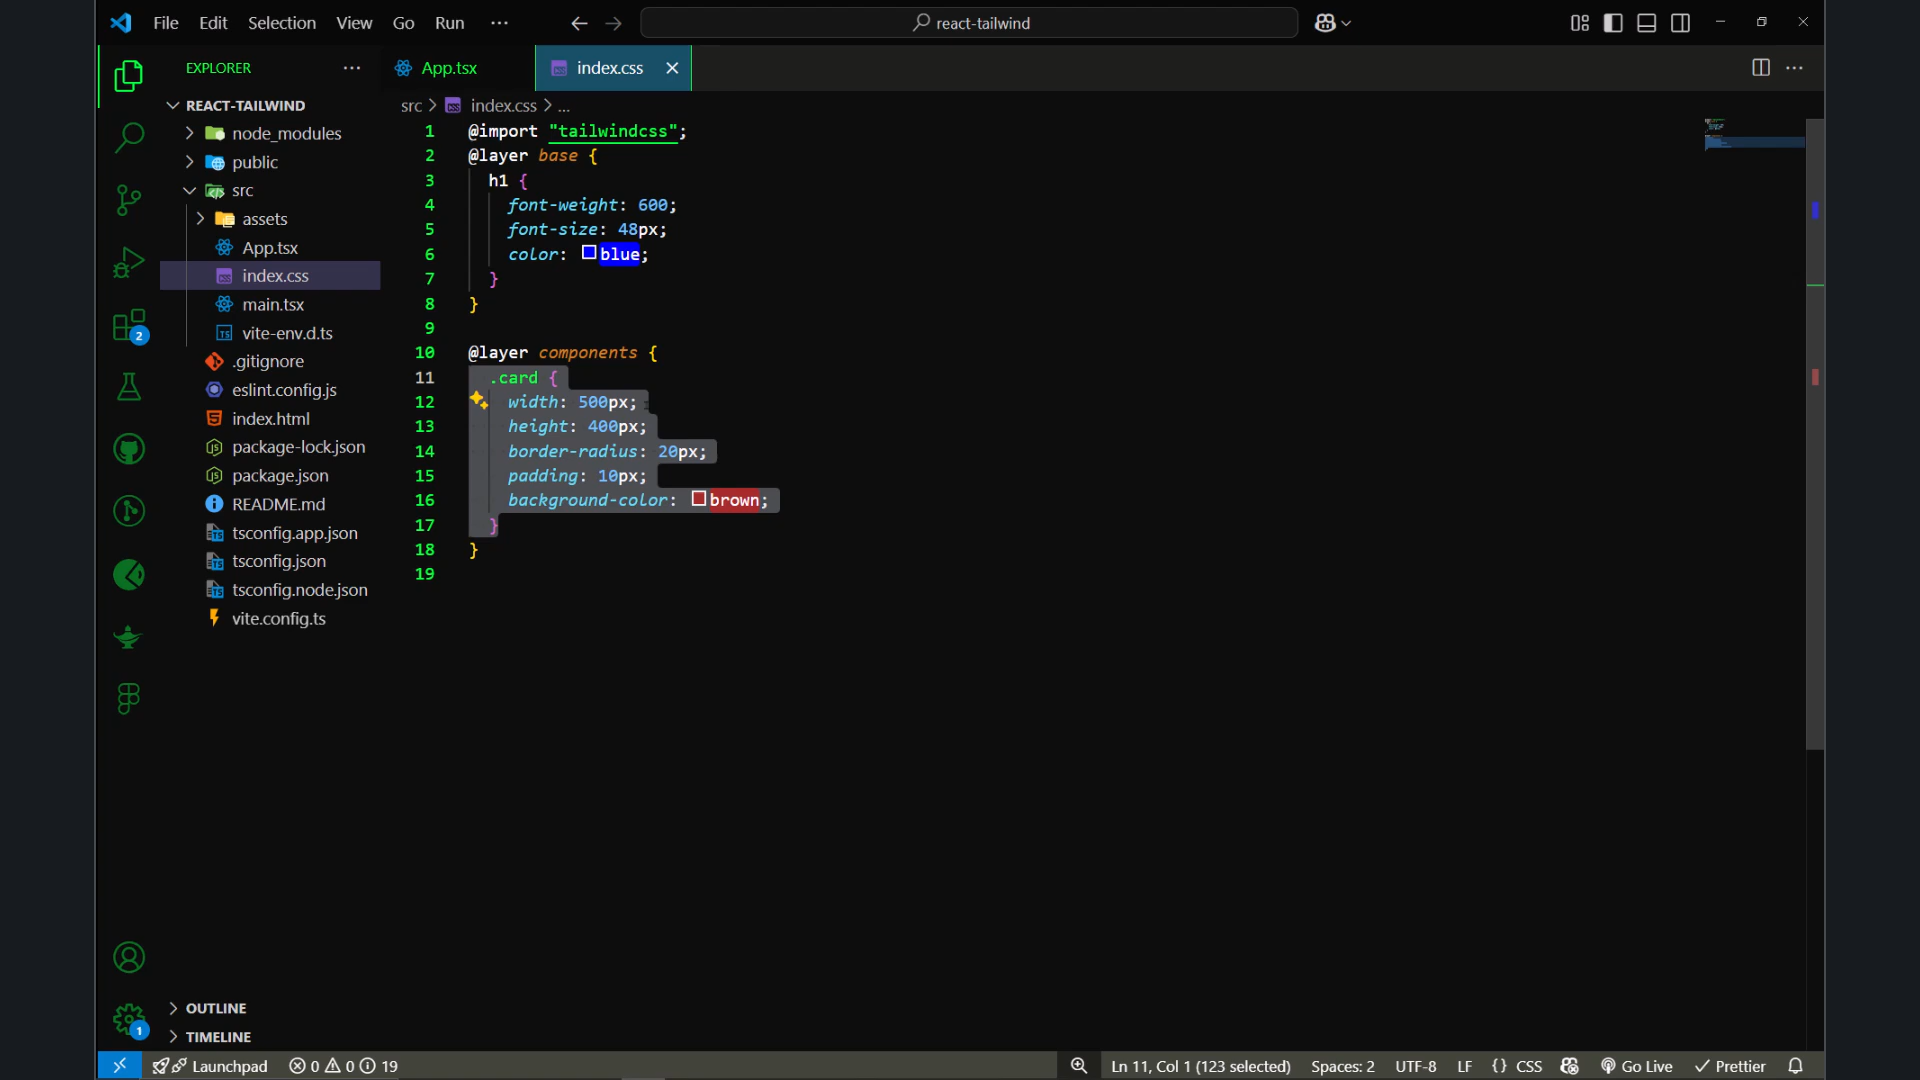 File Edit Selection View Go Run ···
react-tailwind
EXPLORER
App.tsx
index.css
REACT-TAILWIND
node_modules
public
src
assets
App.tsx
index.css
main.tsx
vite-env.d.ts
.gitignore
eslint.config.js
index.html
package-lock.json
package.json
README.md
tsconfig.app.json
tsconfig.json
tsconfig.node.json
vite.config.ts
OUTLINE
TIMELINE
2
1
src > index.css > ...
1 @import "tailwindcss";
2 @layer base {
3 h1 {
4 font-weight: 600;
5 font-size: 48px;
6 color: blue;
7 }
8 }
9
10 @layer components {
11 .card {
12 width: 500px;
13 height: 400px;
14 border-radius: 20px;
15 padding: 10px;
16 background-color: brown;
17 }
18 }
19
Launchpad 0 0 19 Ln 11, Col 1 (123 selected) Spaces: 2 UTF-8 LF {} CSS Go Live Prettier